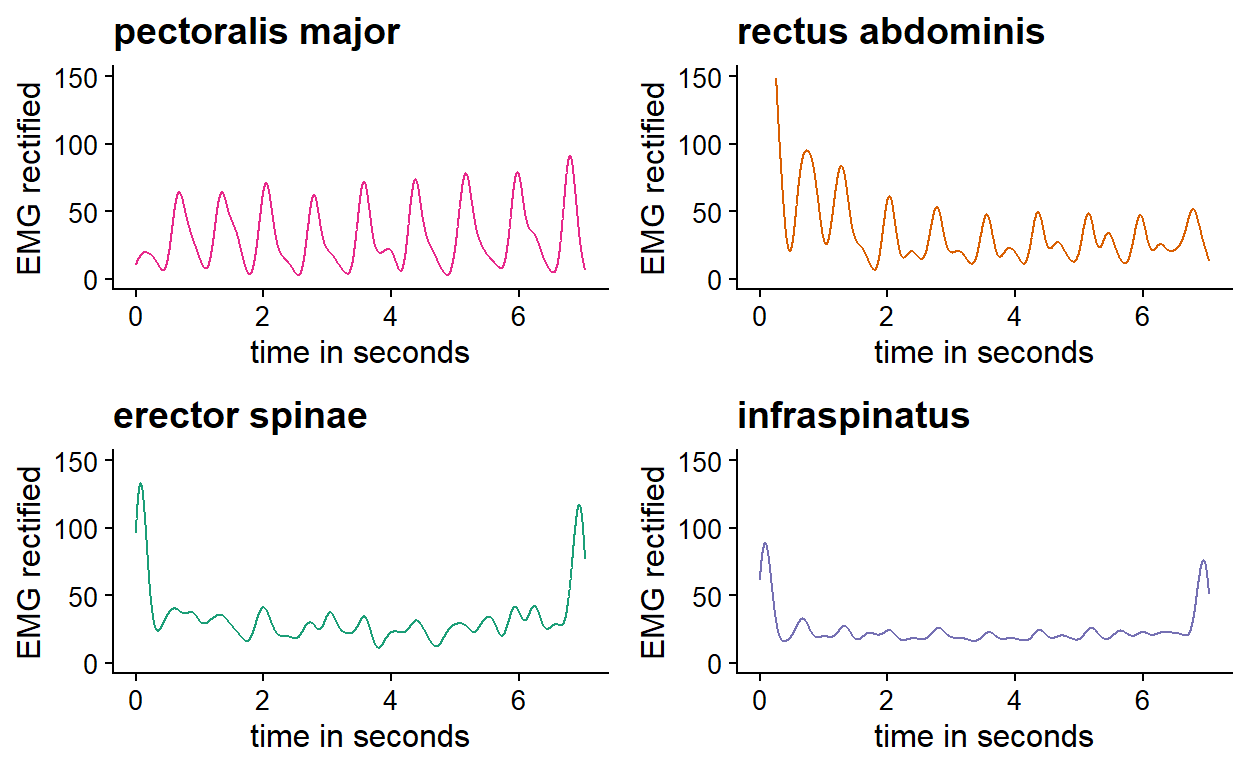 pectoralis major
EMG rectified
150
100
50
0
0 2 4 6
time in seconds
rectus abdominis
EMG rectified
150
100
50
0
0 2 4 6
time in seconds
erector spinae
EMG rectified
150
100
50
0
0 2 4 6
time in seconds
infraspinatus
EMG rectified
150
100
50
0
0 2 4 6
time in seconds